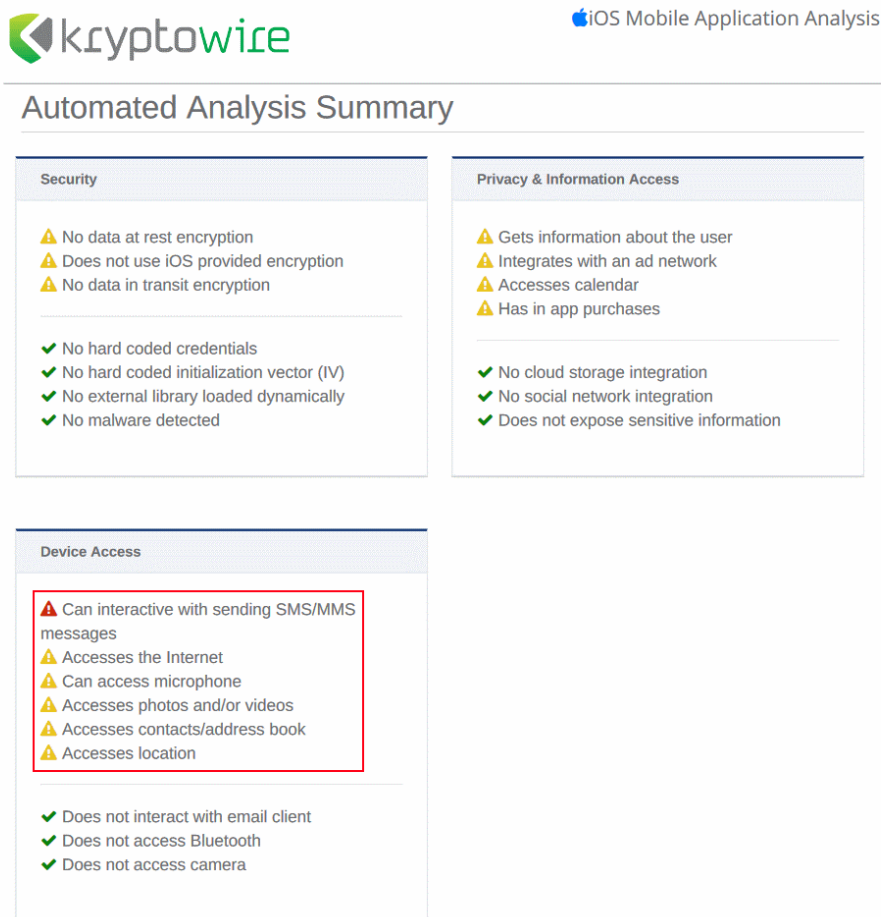 kryptowire
iOS Mobile Application Analysis
Automated Analysis Summary
Security
No data at rest encryption
Does not use iOS provided encryption
No data in transit encryption
No hard coded credentials
No hard coded initialization vector (IV)
No external library loaded dynamically
No malware detected
Privacy & Information Access
Gets information about the user
Integrates with an ad network
Accesses calendar
Has in app purchases
No cloud storage integration
No social network integration
Does not expose sensitive information
Device Access
Can interactive with sending SMS/MMS
messages
Accesses the Internet
Can access microphone
Accesses photos and/or videos
Accesses contacts/address book
Accesses location
Does not interact with email client
Does not access Bluetooth
Does not access camera